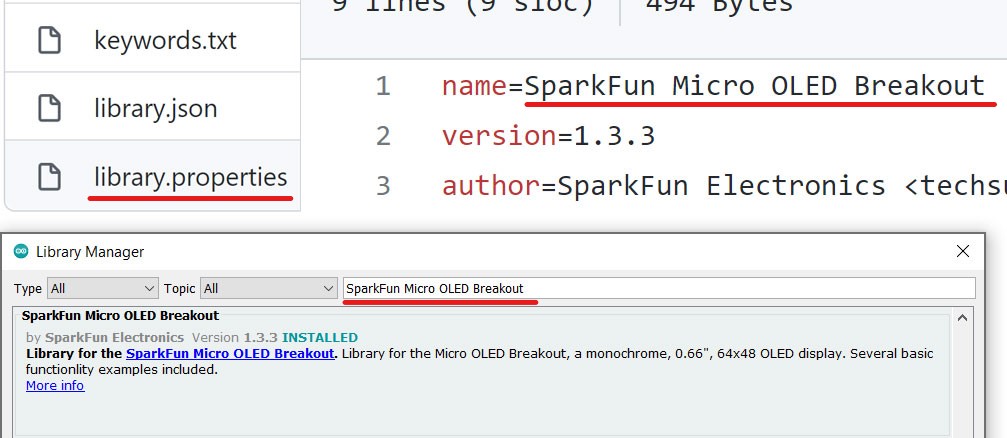 9 lines (9 sloc) 494 Bytes
keywords.txt
library.json
library.properties
1 name=SparkFun Micro OLED Breakout
2 version=1.3.3
3 author=SparkFun Electronics <techsu
Library Manager
Type All Topic All SparkFun Micro OLED Breakout
SparkFun Micro OLED Breakout
by SparkFun Electronics Version 1.3.3 INSTALLED
Library for the SparkFun Micro OLED Breakout. Library for the Micro OLED Breakout, a monochrome, 0.66", 64x48 OLED display. Several basic
functionlity examples included.
More info